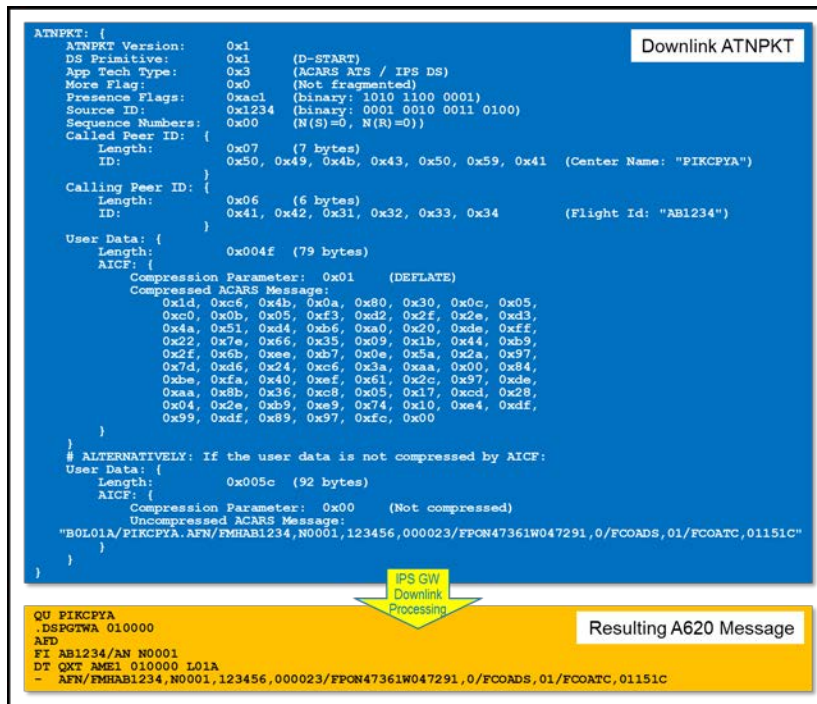 Downlink ATNPKT
ATNPKT: {
ATNPKT Version: 0x1
DS Primitive: 0x1 (D-START)
App Tech Type: 0x3 (ACARS ATS / IPS DS)
More Flag: 0x0 (Not fragmented)
Presence Flags: 0xac1 (binary: 1010 1100 0001)
Source ID: 0x1234 (binary: 0001 0010 0011 0100)
Sequence Numbers: 0x00 (N(S)=0, N(R)=0))
Called Peer ID: {
Length: 0x07 (7 bytes)
ID: 0x50, 0x49, 0x4b, 0x43, 0x50, 0x59, 0x41 (Center Name: "PIKCPYA")
}
Calling Peer ID: {
Length: 0x06 (6 bytes)
ID: 0x41, 0x42, 0x31, 0x32, 0x33, 0x34 (Flight Id: "AB1234")
}
User Data: {
Length: 0x004f (79 bytes)
AICF: {
Compression Parameter: 0x01 (DEFLATE)
Compressed ACARS Message:
0x1d, 0xc6, 0x4b, 0x0a, 0x80, 0x30, 0x0c, 0x05,
0xc0, 0x0b, 0x05, 0xf3, 0xd2, 0x2f, 0x2e, 0xd3,
0x4a, 0x51, 0xd4, 0xb6, 0xa0, 0x20, 0xde, 0xff,
0x22, 0x7e, 0x66, 0x35, 0x09, 0x1b, 0x44, 0xb9,
0x2f, 0x6b, 0xee, 0xb7, 0x0e, 0x5a, 0x2a, 0x97,
0x7d, 0xd6, 0x24, 0xc6, 0x3a, 0xaa, 0x00, 0x84,
0xbe, 0xfa, 0x40, 0xef, 0x61, 0x2c, 0x97, 0xde,
0xaa, 0x8b, 0x36, 0xc8, 0x05, 0x17, 0xcd, 0x28,
0x04, 0x2e, 0xb9, 0xe9, 0x74, 0x10, 0xe4, 0xdf,
0x99, 0xdf, 0x89, 0x97, 0xfc, 0x00
}
}
# ALTERNATIVELY: If the user data is not compressed by AICF:
User Data: {
Length: 0x005c (92 bytes)
AICF: {
Compression Parameter: 0x00 (Not compressed)
Uncompressed ACARS Message:
"B0L01A/PIKCPYA.AFN/FMHAB1234,N0001,123456,000023/FPON47361W047291,0/FCOADS,01/FCOATC,01151C"
}
}
}
IPS GW
Downlink
Processing
Resulting A620 Message
QU PIKCPYA
.DSPGTWA 010000
AFD
FI AB1234/AN N0001
DT QXT AME1 010000 L01A
- AFN/FMHAB1234,N0001,123456,000023/FPON47361W047291,0/FCOADS,01/FCOATC,01151C